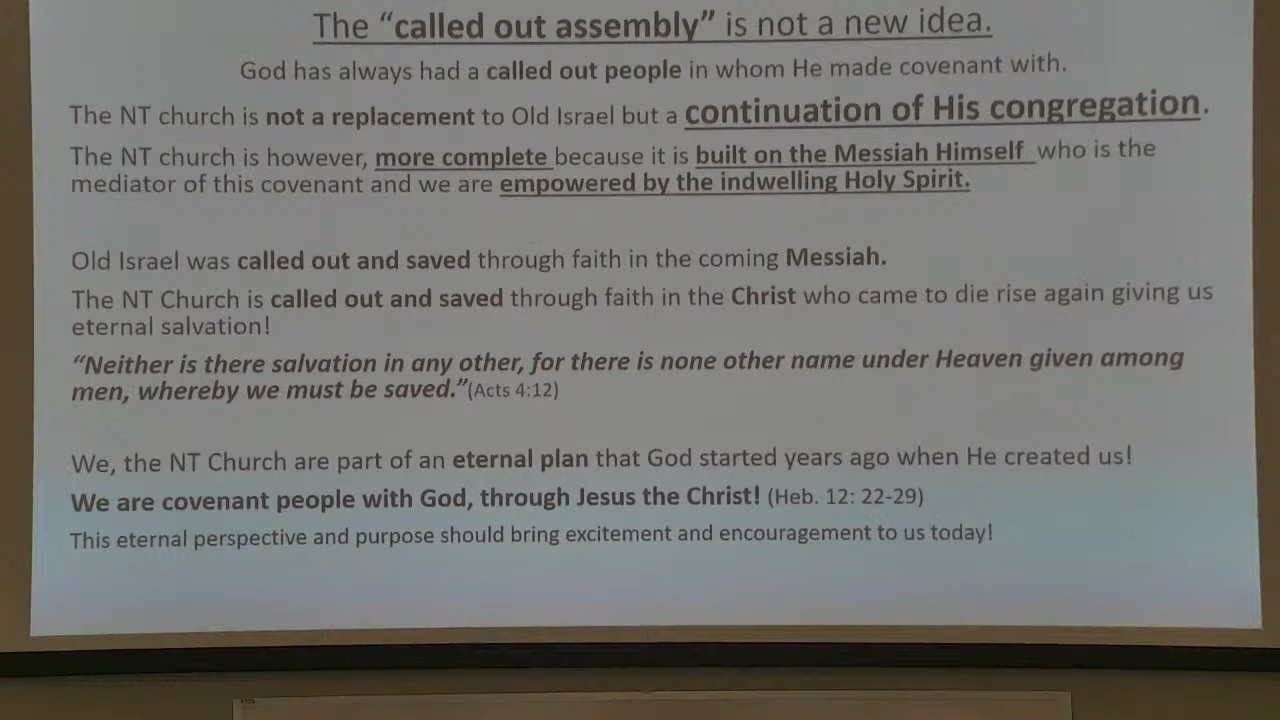 The “called out assembly” is not a new idea.
God has always had a called out people in whom He made covenant with.
The NT church is not a replacement to Old Israel but a continuation of His congregation.
The NT church is however, more complete because it is built on the Messiah Himself who is the
mediator of this covenant and we are empowered by the indwelling Holy Spirit.
Old Israel was called out and saved through faith in the coming Messiah.
The NT Church is called out and saved through faith in the Christ who came to die rise again giving us
eternal salvation!
“Neither is there salvation in any other, for there is none other name under Heaven given among
men, whereby we must be saved.”(Acts 4:12)
We, the NT Church are part of an eternal plan that God started years ago when He created us!
We are covenant people with God, through Jesus the Christ! (Heb. 12: 22-29)
This eternal perspective and purpose should bring excitement and encouragement to us today!